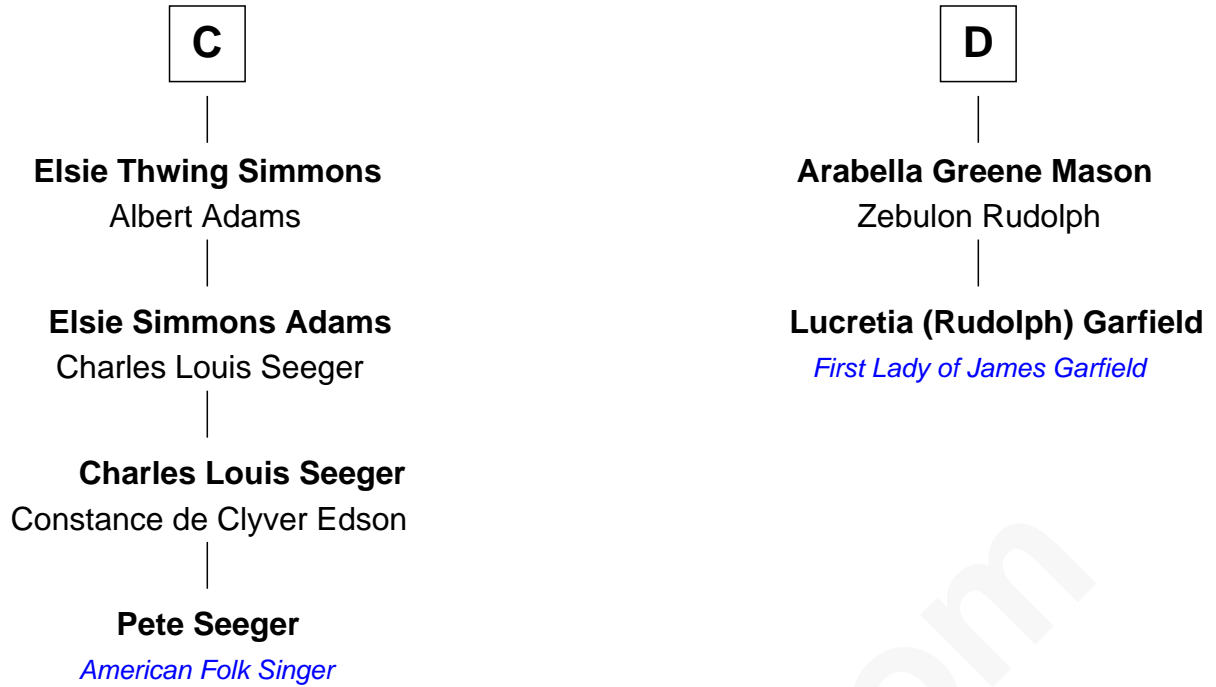 C
Elsie Thwing Simmons
Albert Adams
Elsie Simmons Adams
Charles Louis Seeger
Charles Louis Seeger
Constance de Clyver Edson
Pete Seeger
American Folk Singer
D
Arabella Greene Mason
Zebulon Rudolph
Lucretia (Rudolph) Garfield
First Lady of James Garfield
om